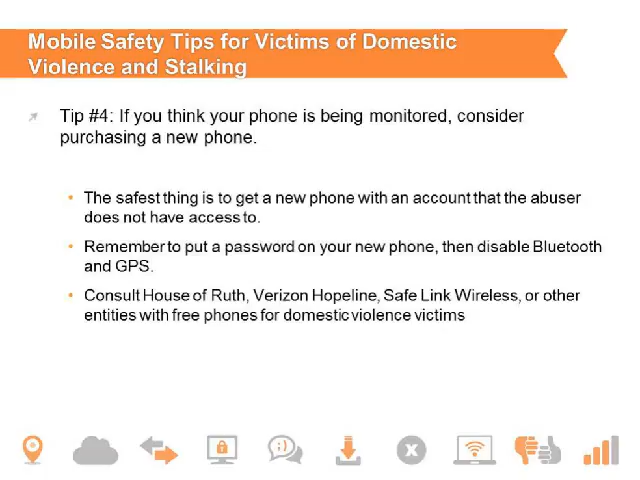 Mobile Safety Tips for Victims of Domestic
Violence and Stalking
Tip #4: If you think your phone is being monitored, consider
purchasing a new phone.
• The safest thing is to get a new phone with an account that the abuser
does not have access to.
• Remember to put a password on your new phone, then disable Bluetooth
and GPS.
• Consult House of Ruth, Verizon Hopeline, Safe Link Wireless, or other
entities with free phones for domestic violence victims